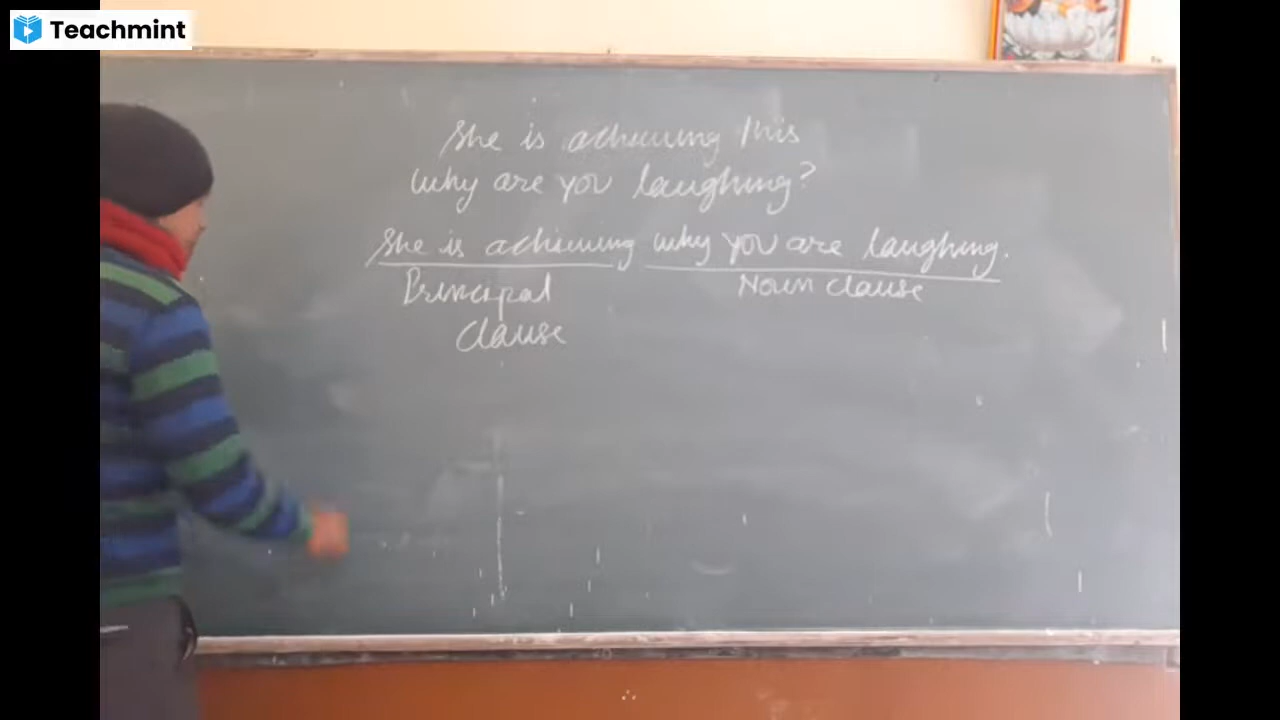 Teachmint
She is achieving this
why are you laughing?
She is achieving why you are laughing.
Principal
Clause
Noun clause